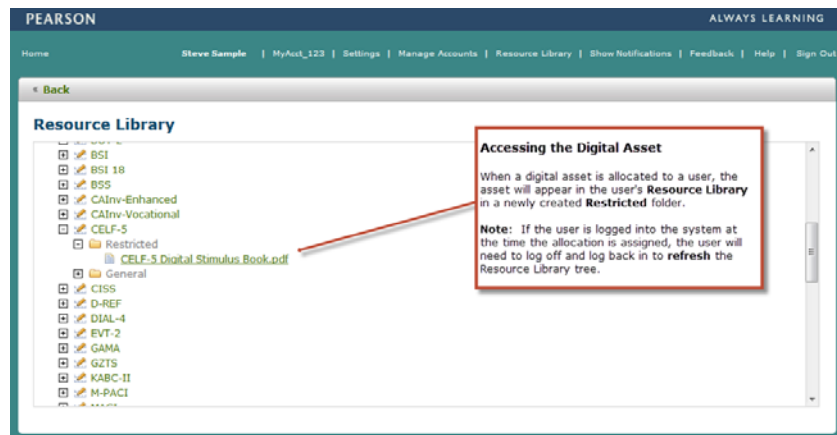 PEARSON
ALWAYS LEARNING
Home Steve Sample | MyAcct_123 | Settings | Manage Accounts | Resource Library | Show Notifications | Feedback | Help | Sign Out
« Back
Resource Library
BSI
BSI 18
BSS
CAInv-Enhanced
CAInv-Vocational
CELF-5
Restricted
CELF-5 Digital Stimulus Book.pdf
General
CISS
D-REF
DIAL-4
EVT-2
GAMA
GZTS
KABC-II
M-PACI
Accessing the Digital Asset
When a digital asset is allocated to a user, the
asset will appear in the user's Resource Library
in a newly created Restricted folder.
Note: If the user is logged into the system at
the time the allocation is assigned, the user will
need to log off and log back in to refresh the
Resource Library tree.